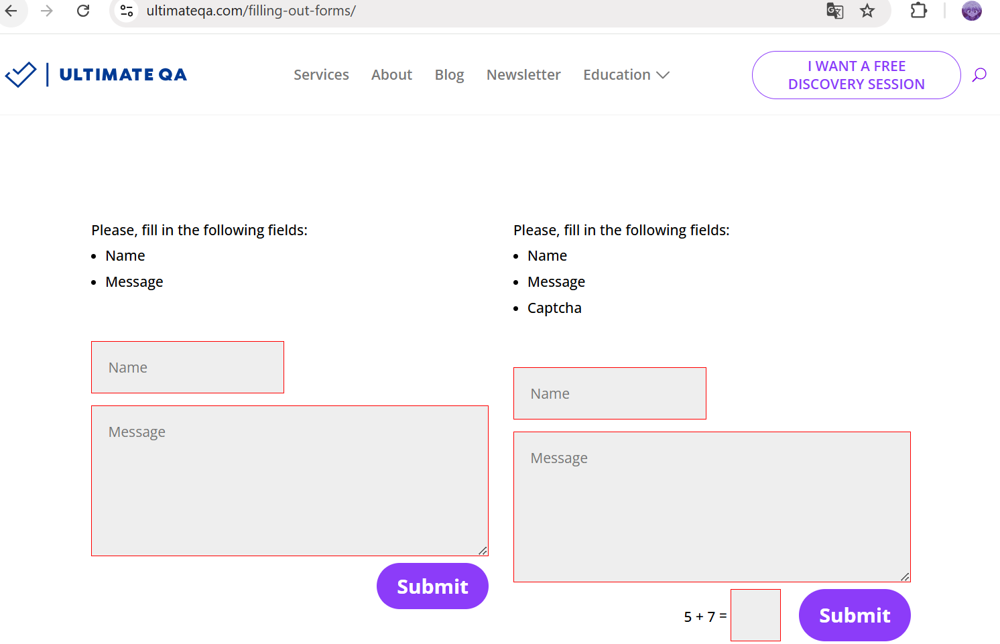 ultimateqa.com/filling-out-forms/
ULTIMATE QA
Services About Blog Newsletter Education
I WANT A FREE
DISCOVERY SESSION
Please, fill in the following fields:
Name
Message
Name
Message
Submit
Please, fill in the following fields:
Name
Message
Captcha
Name
Message
5 + 7 =
Submit